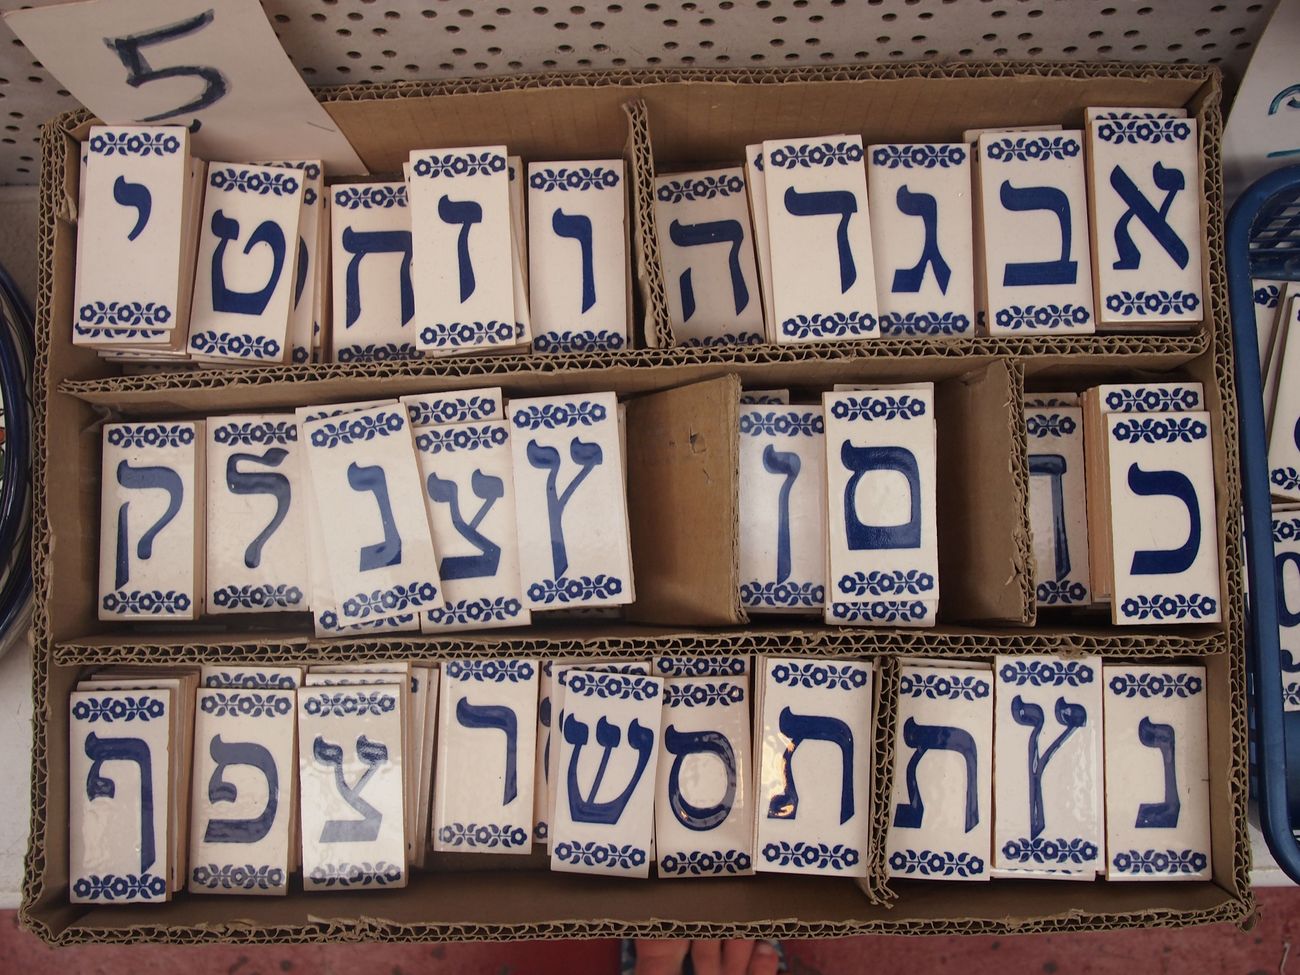 5
א ב ג ד ה ו ז ח ט י
כ ך ם ן ץ צ נ ל ק
נ ץ ת ת ס ש ר צ פ ף